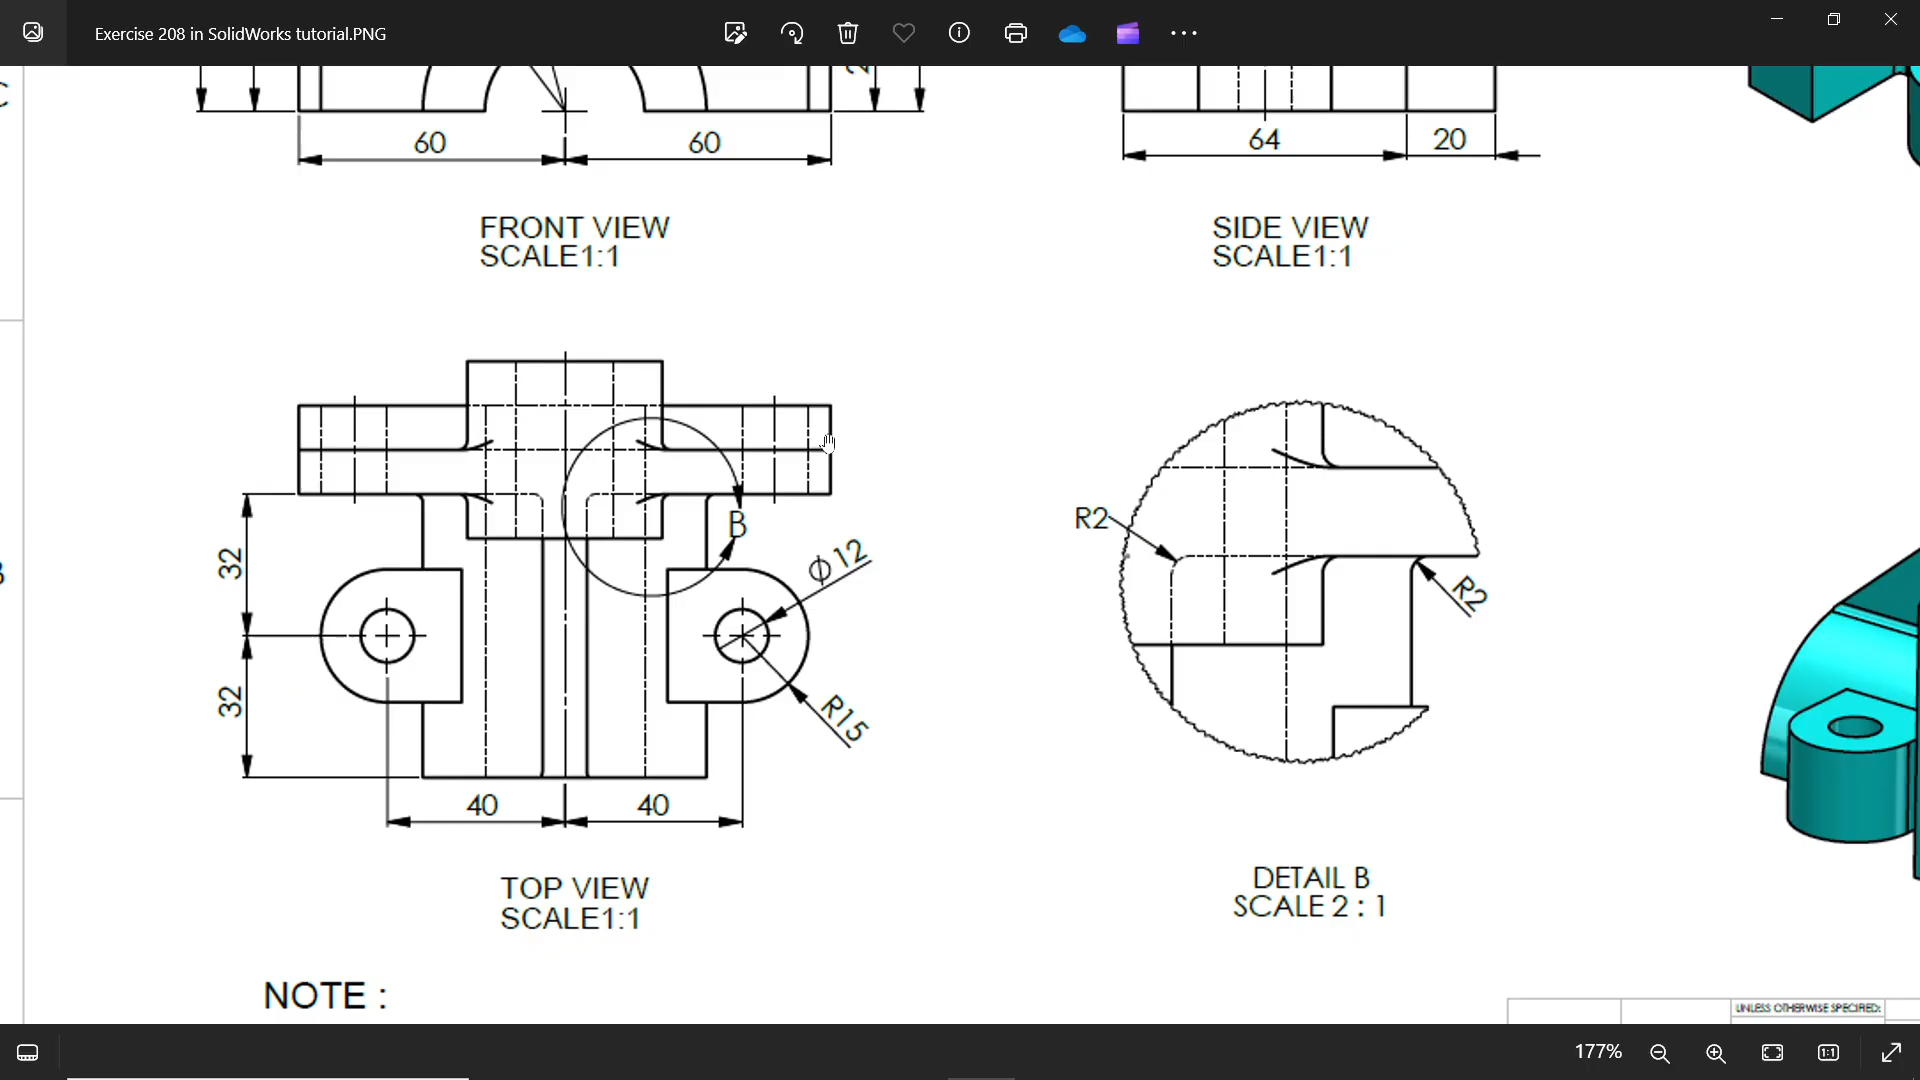 Exercise 208 in SolidWorks tutorial.PNG
60
60
64
20
FRONT VIEW
SCALE1:1
SIDE VIEW
SCALE1:1
B
32
32
Φ12
R15
40
40
R2
R2
TOP VIEW
SCALE1:1
DETAIL B
SCALE 2 : 1
NOTE :
UNLESS OTHERWISE SPECIFIED:
177%
1:1